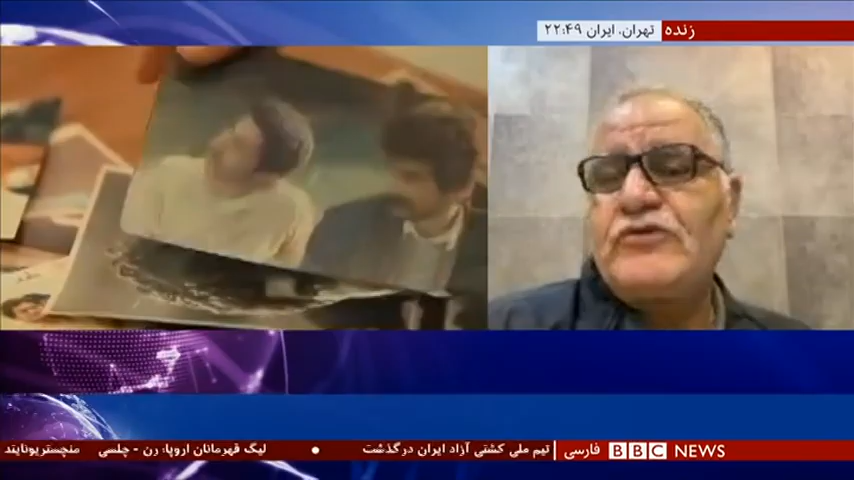 زنده تهران، ایران ۲۲:۴۹
BBC NEWS فارسی تیم ملی کشتی آزاد ایران درگذشت • لیگ قهرمانان اروپا: رن - چلسی منچستریونایتد